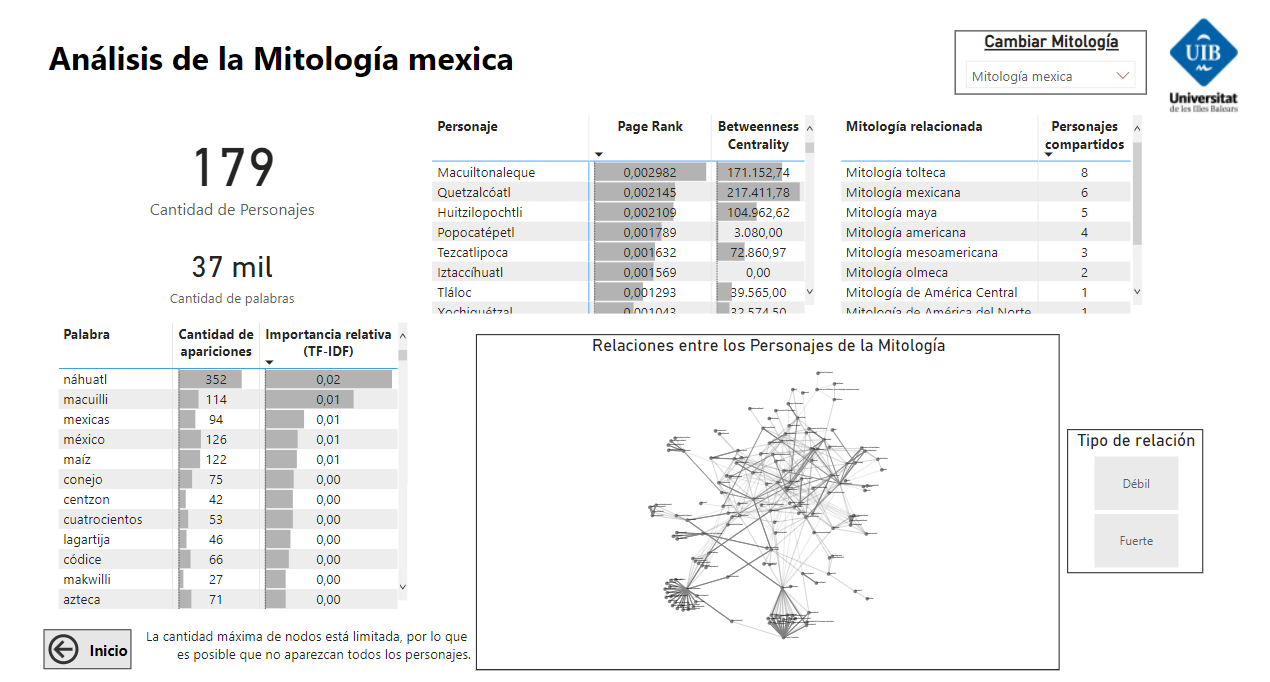 Análisis de la Mitología mexica
Cambiar Mitología
Mitología mexica
UIB
Universitat
de les Illes Balears
179
Cantidad de Personajes
37 mil
Cantidad de palabras
Personaje Page Rank Betweenness Centrality
Macuiltonaleque 0,002982 171.152,74
Quetzalcóatl 0,002145 217.411,78
Huitzilopochtli 0,002109 104.962,62
Popocatépetl 0,001789 3.080,00
Tezcatlipoca 0,001632 72.860,97
Iztaccíhuatl 0,001569 0,00
Tláloc 0,001293 39.565,00
Xochiquétzal 0,001043 32.574,50
Mitología relacionada Personajes compartidos
Mitología tolteca 8
Mitología mexicana 6
Mitología maya 5
Mitología americana 4
Mitología mesoamericana 3
Mitología olmeca 2
Mitología de América Central 1
Mitología de América del Norte 1
Palabra Cantidad de apariciones Importancia relativa (TF-IDF)
náhuatl 352 0,02
macuilli 114 0,01
mexicas 94 0,01
méxico 126 0,01
maíz 122 0,01
conejo 75 0,00
centzon 42 0,00
cuatrocientos 53 0,00
lagartija 46 0,00
códice 66 0,00
makwilli 27 0,00
azteca 71 0,00
Relaciones entre los Personajes de la Mitología
Tipo de relación
Débil
Fuerte
Inicio
La cantidad máxima de nodos está limitada, por lo que
es posible que no aparezcan todos los personajes.